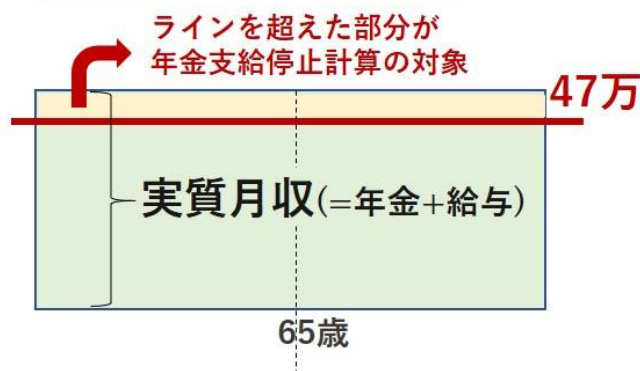 ラインを超えた部分が
年金支給停止計算の対象
47万
実質月収(=年金+給与)
65歳